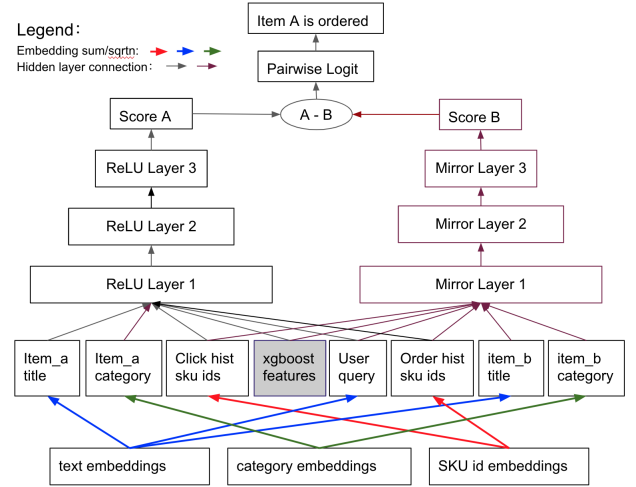 Item A is ordered
Legend:
Embedding sum/sqrtn:
Hidden layer connection:
Pairwise Logit
Score A
A - B
Score B
ReLU Layer 3
Mirror Layer 3
ReLU Layer 2
Mirror Layer 2
ReLU Layer 1
Mirror Layer 1
Item_a
title
Item_a
category
Click hist
sku ids
xgboost
features
User
query
Order hist
sku ids
item_b
title
item_b
category
text embeddings
category embeddings
SKU id embeddings